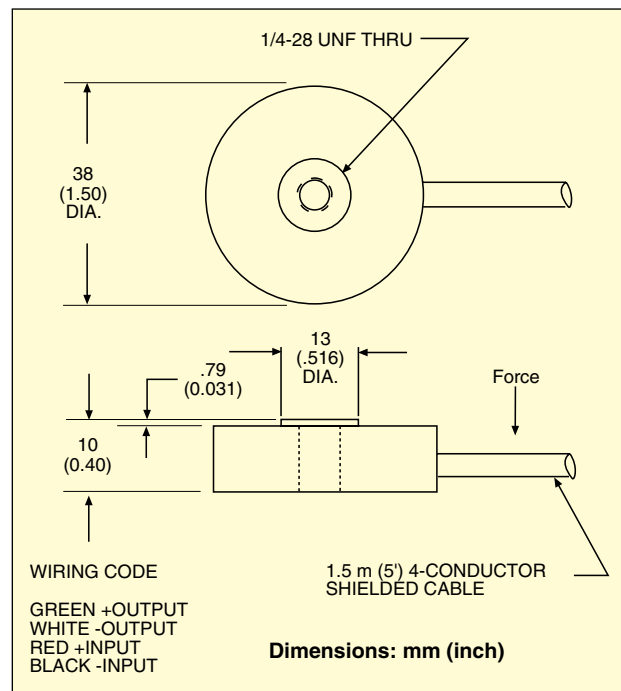 1/4-28 UNF THRU
38
(1.50)
DIA.
13
(.516)
DIA.
.79
(0.031)
Force
10
(0.40)
WIRING CODE
GREEN +OUTPUT
WHITE -OUTPUT
RED +INPUT
BLACK -INPUT
1.5 m (5') 4-CONDUCTOR
SHIELDED CABLE
Dimensions: mm (inch)